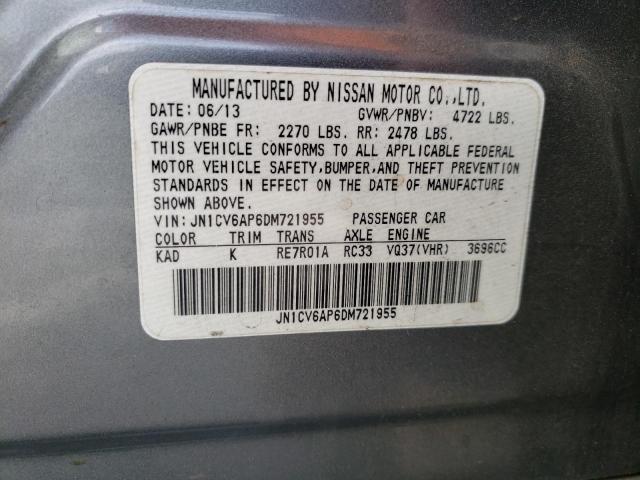 MANUFACTURED BY NISSAN MOTOR CO.,LTD.
DATE: 06/13 GVWR/PNBV: 4722 LBS.
GAWR/PNBE FR: 2270 LBS. RR: 2478 LBS.
THIS VEHICLE CONFORMS TO ALL APPLICABLE FEDERAL
MOTOR VEHICLE SAFETY,BUMPER,AND THEFT PREVENTION
STANDARDS IN EFFECT ON THE DATE OF MANUFACTURE
SHOWN ABOVE.
VIN: JN1CV6AP6DM721955 PASSENGER CAR
COLOR TRIM TRANS AXLE ENGINE
KAD K RE7R01A RC33 VQ37(VHR) 3696CC
JN1CV6AP6DM721955